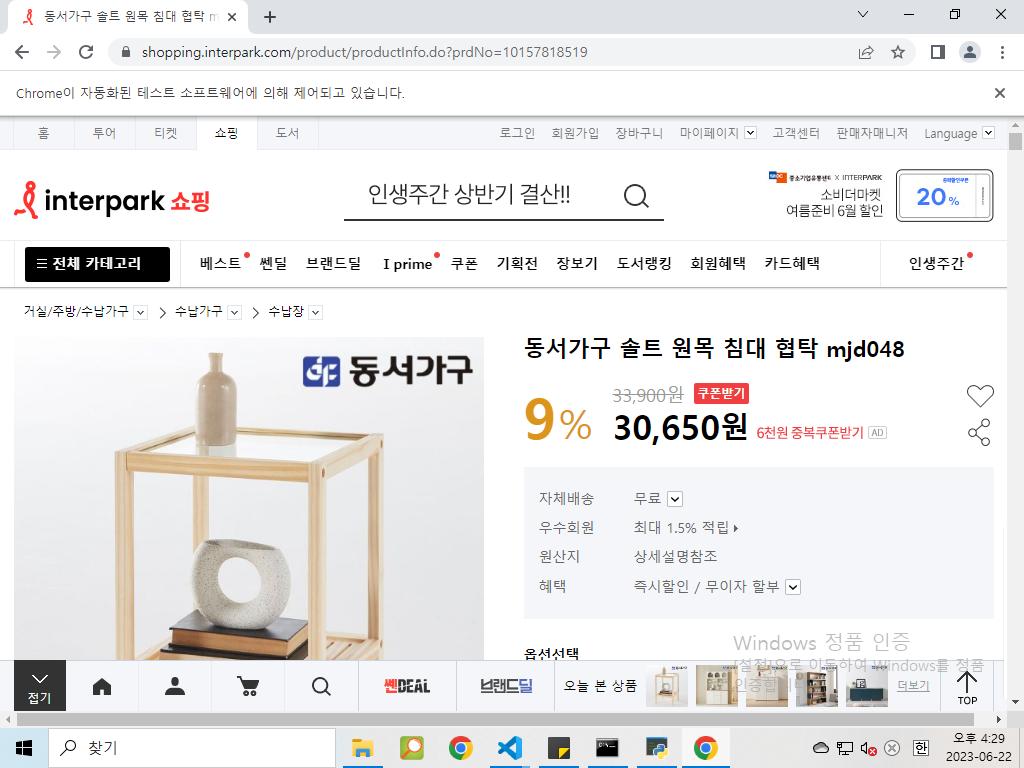 동서가구 솔트 원목 침대 협탁 m
shopping.interpark.com/product/productInfo.do?prdNo=10157818519
Chrome이 자동화된 테스트 소프트웨어에 의해 제어되고 있습니다.
홈 투어 티켓 쇼핑 도서 로그인 회원가입 장바구니 마이페이지 고객센터 판매자매니저 Language
interpark 쇼핑
인생주간 상반기 결산!!
중소기업유통센터 X INTERPARK
소비더마켓
여름준비 6월 할인
20%
전체 카테고리 베스트 쎈딜 브랜드딜 I prime 쿠폰 기획전 장보기 도서랭킹 회원혜택 카드혜택 인생주간
거실/주방/수납가구 수납가구 수납장
동서가구
동서가구 솔트 원목 침대 협탁 mjd048
33,900원 쿠폰받기
9% 30,650원 6천원 중복쿠폰받기 AD
자체배송 무료
우수회원 최대 1.5% 적립
원산지 상세설명참조
혜택 즉시할인 / 무이자 할부
옵션선택
Windows 정품 인증
[설정]으로 이동하여 Windows를 정품
인증합니다.
접기
쎈DEAL
브랜드딜
오늘 본 상품
더보기
TOP
찾기
한
오후 4:29
2023-06-22